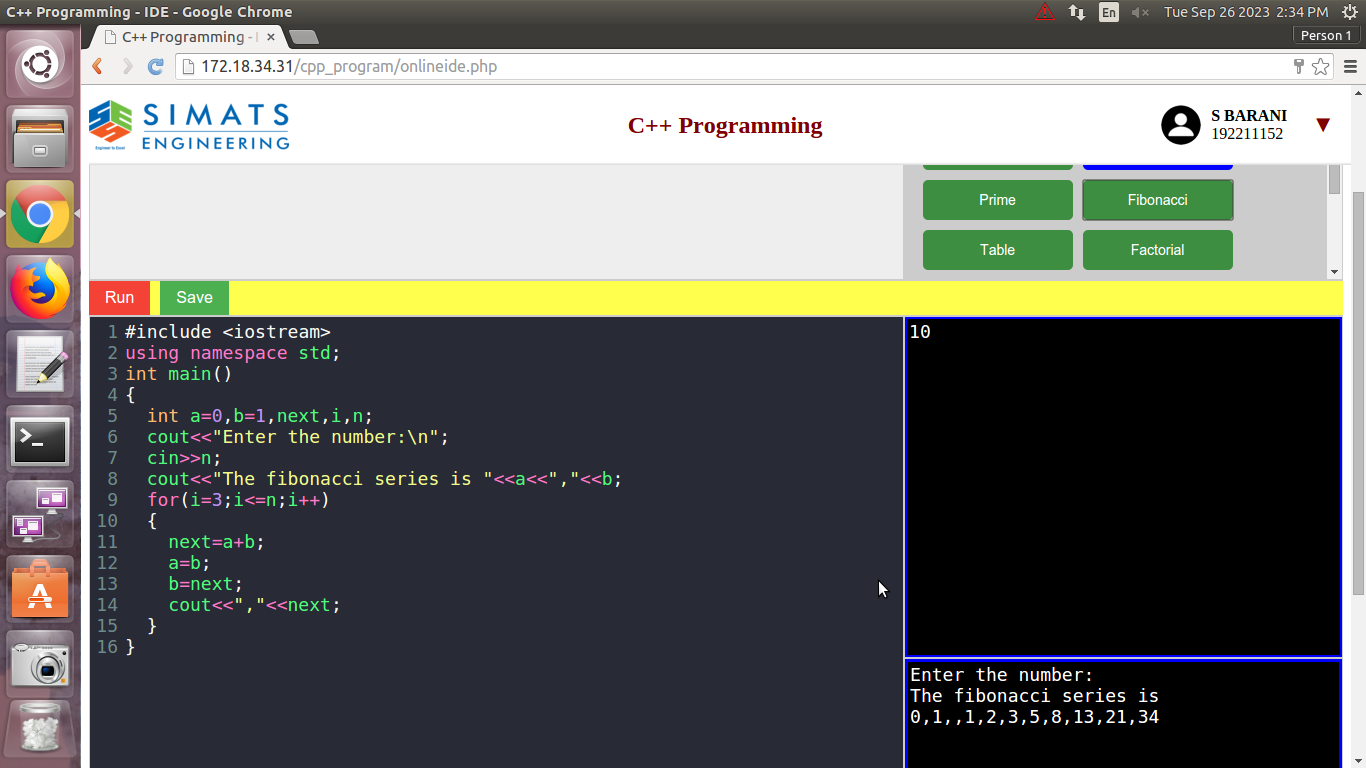 C++ Programming - IDE - Google Chrome
En
Tue Sep 26 2023 2:34 PM
C++ Programming - I
Person 1
172.18.34.31/cpp_program/onlineide.php
SIMATS
ENGINEERING
Engineer to Excel
C++ Programming
S BARANI
192211152
Prime
Fibonacci
Table
Factorial
Run
Save
1 #include <iostream>
2 using namespace std;
3 int main()
4 {
5   int a=0,b=1,next,i,n;
6   cout<<"Enter the number:\n";
7   cin>>n;
8   cout<<"The fibonacci series is "<<a<<","<<b;
9   for(i=3;i<=n;i++)
10   {
11     next=a+b;
12     a=b;
13     b=next;
14     cout<<","<<next;
15   }
16 }
10
Enter the number:
The fibonacci series is
0,1,,1,2,3,5,8,13,21,34